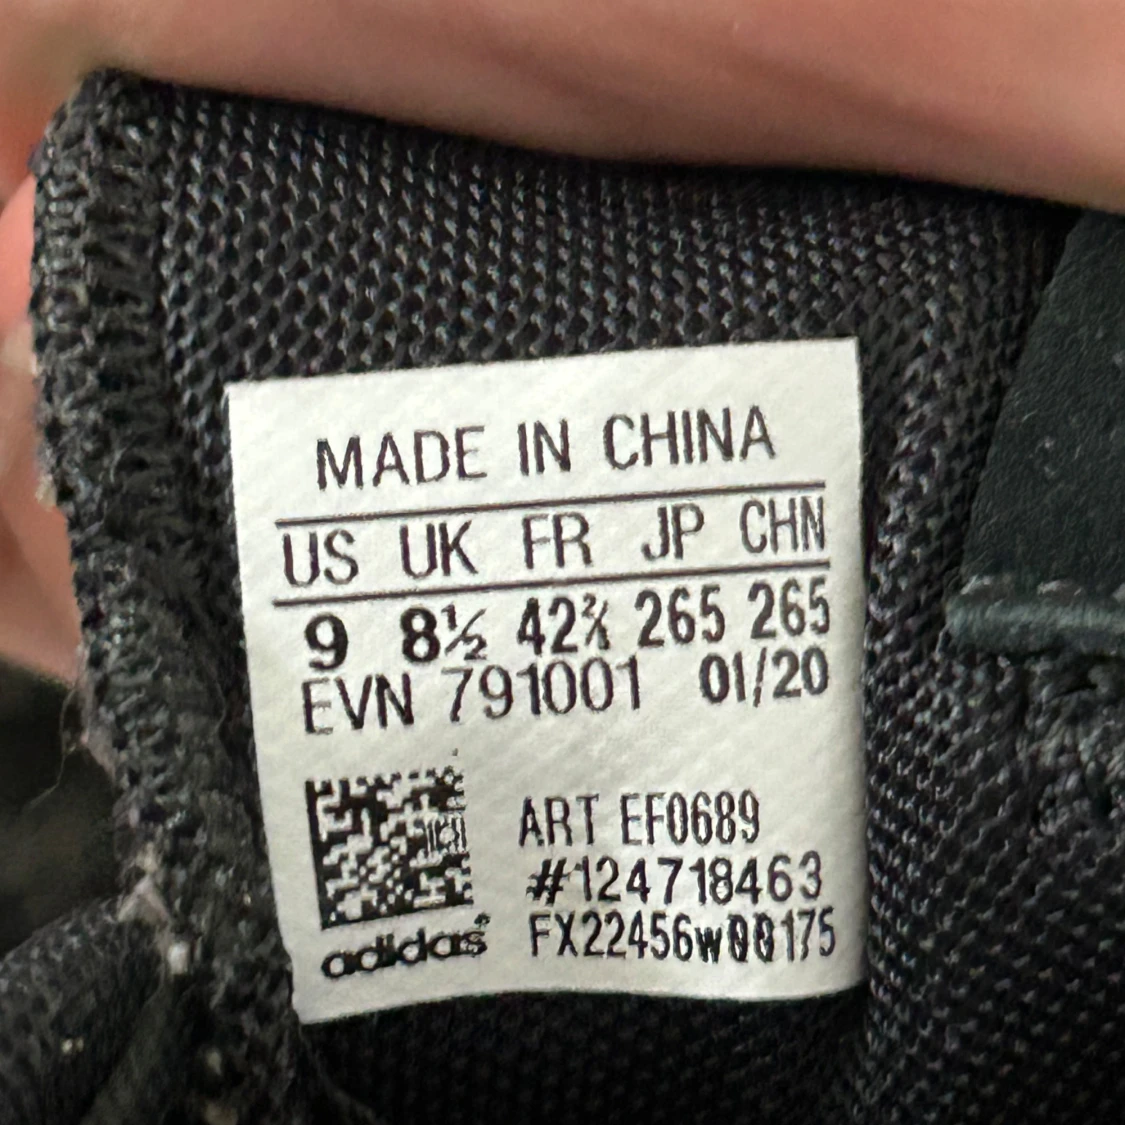 MADE IN CHINA
US UK FR JP CHN
9 8½ 42⅔ 265 265
EVN 791001 01/20
ART EF0689
#124718463
FX22456w00175
adidas